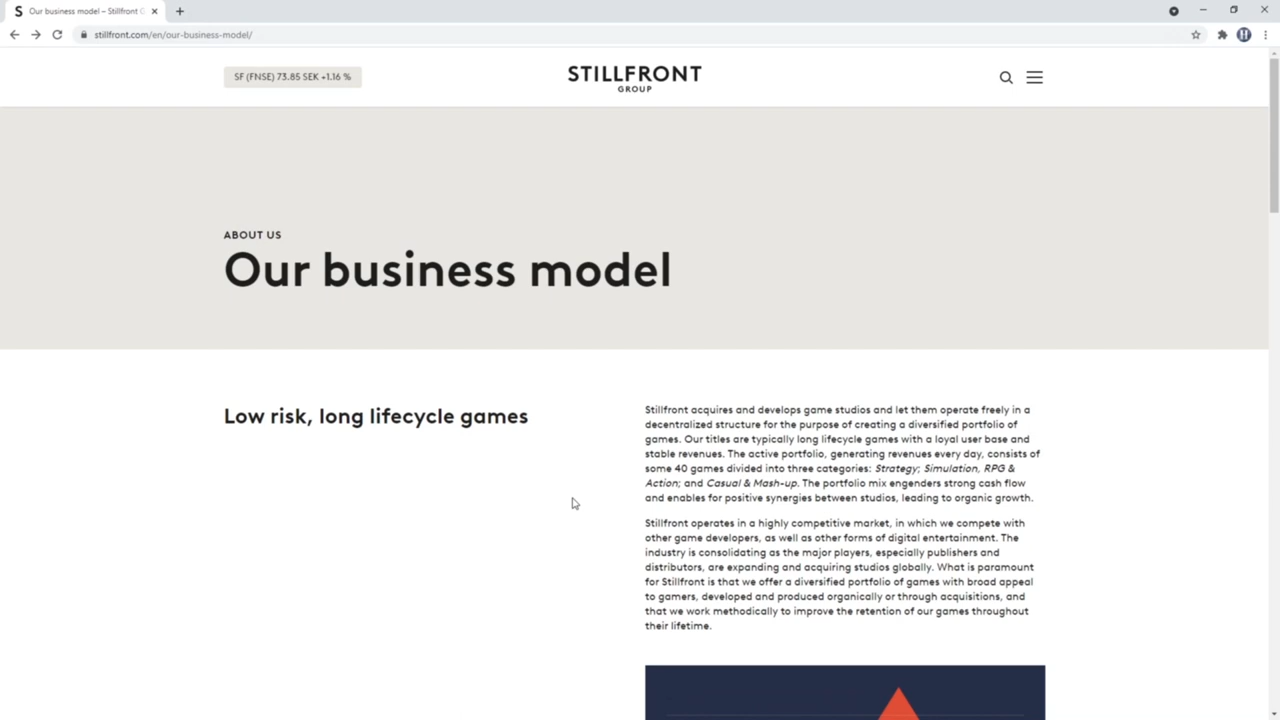 S Our business model – Stillfront G
stillfront.com/en/our-business-model/
SF (FNSE) 73.85 SEK +1.16 %
STILLFRONT
GROUP
ABOUT US
Our business model
Low risk, long lifecycle games
Stillfront acquires and develops game studios and let them operate freely in a
decentralized structure for the purpose of creating a diversified portfolio of
games. Our titles are typically long lifecycle games with a loyal user base and
stable revenues. The active portfolio, generating revenues every day, consists of
some 40 games divided into three categories: Strategy; Simulation, RPG &
Action; and Casual & Mash-up. The portfolio mix engenders strong cash flow
and enables for positive synergies between studios, leading to organic growth.
Stillfront operates in a highly competitive market, in which we compete with
other game developers, as well as other forms of digital entertainment. The
industry is consolidating as the major players, especially publishers and
distributors, are expanding and acquiring studios globally. What is paramount
for Stillfront is that we offer a diversified portfolio of games with broad appeal
to gamers, developed and produced organically or through acquisitions, and
that we work methodically to improve the retention of our games throughout
their lifetime.